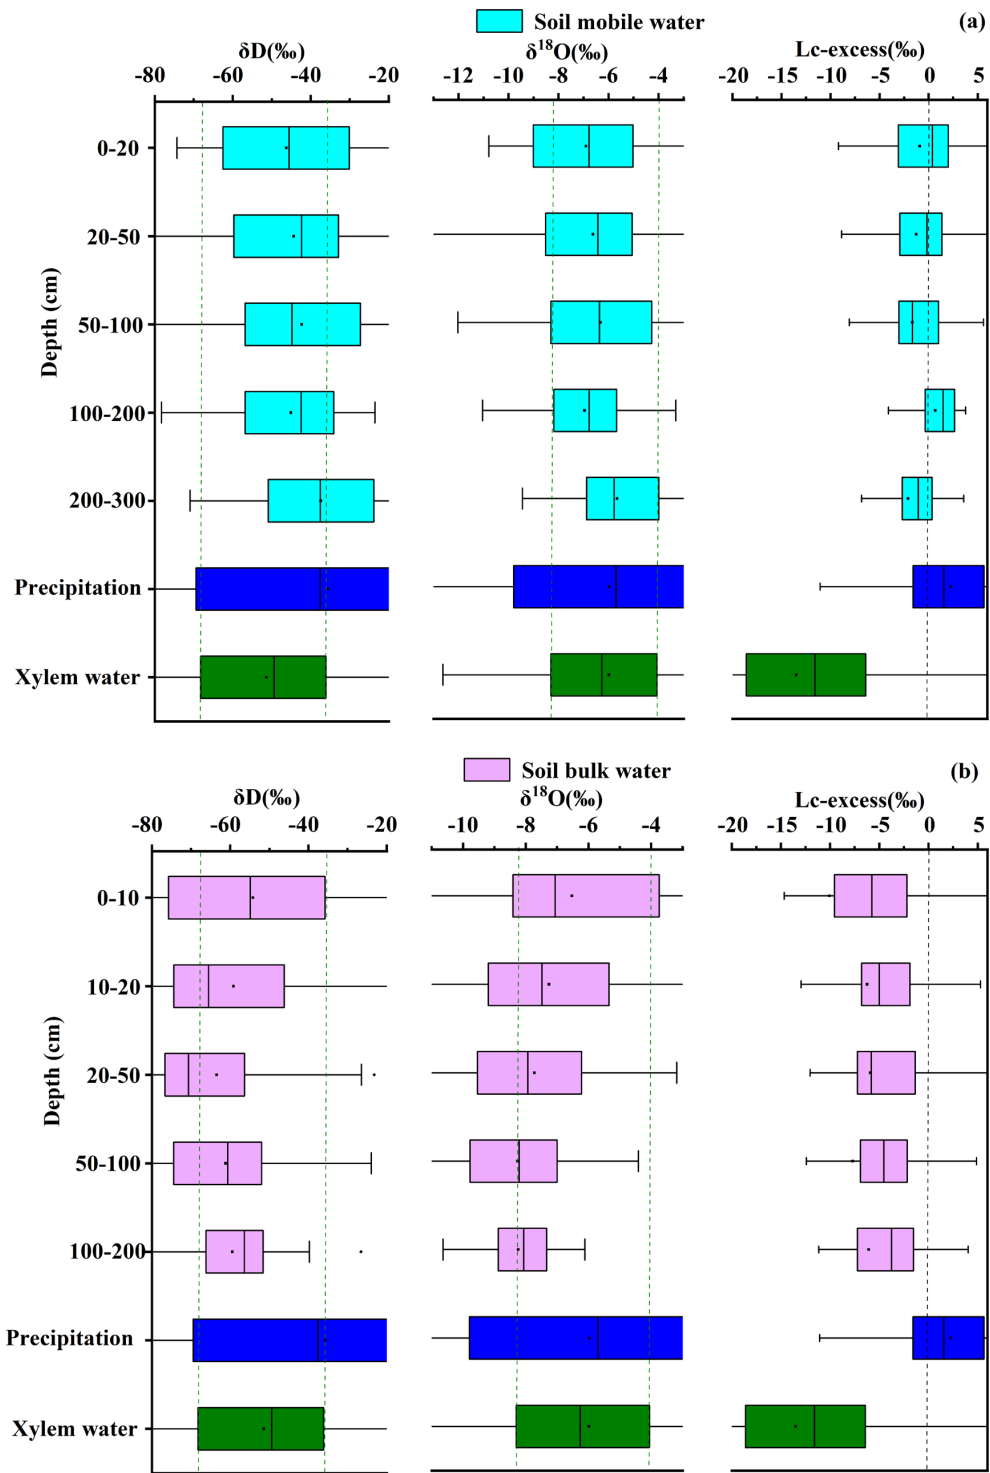 Soil mobile water
(a)
δD(‰) δ¹⁸O(‰) Lc-excess(‰)
-80 -60 -40 -20 -12 -10 -8 -6 -4 -20 -15 -10 -5 0 5
0-20
20-50
50-100
100-200
200-300
Precipitation
Xylem water
Depth (cm)
Soil bulk water
(b)
δD(‰) δ¹⁸O(‰) Lc-excess(‰)
-80 -60 -40 -20 -10 -8 -6 -4 -20 -15 -10 -5 0 5
0-10
10-20
20-50
50-100
100-200
Precipitation
Xylem water
Depth (cm)